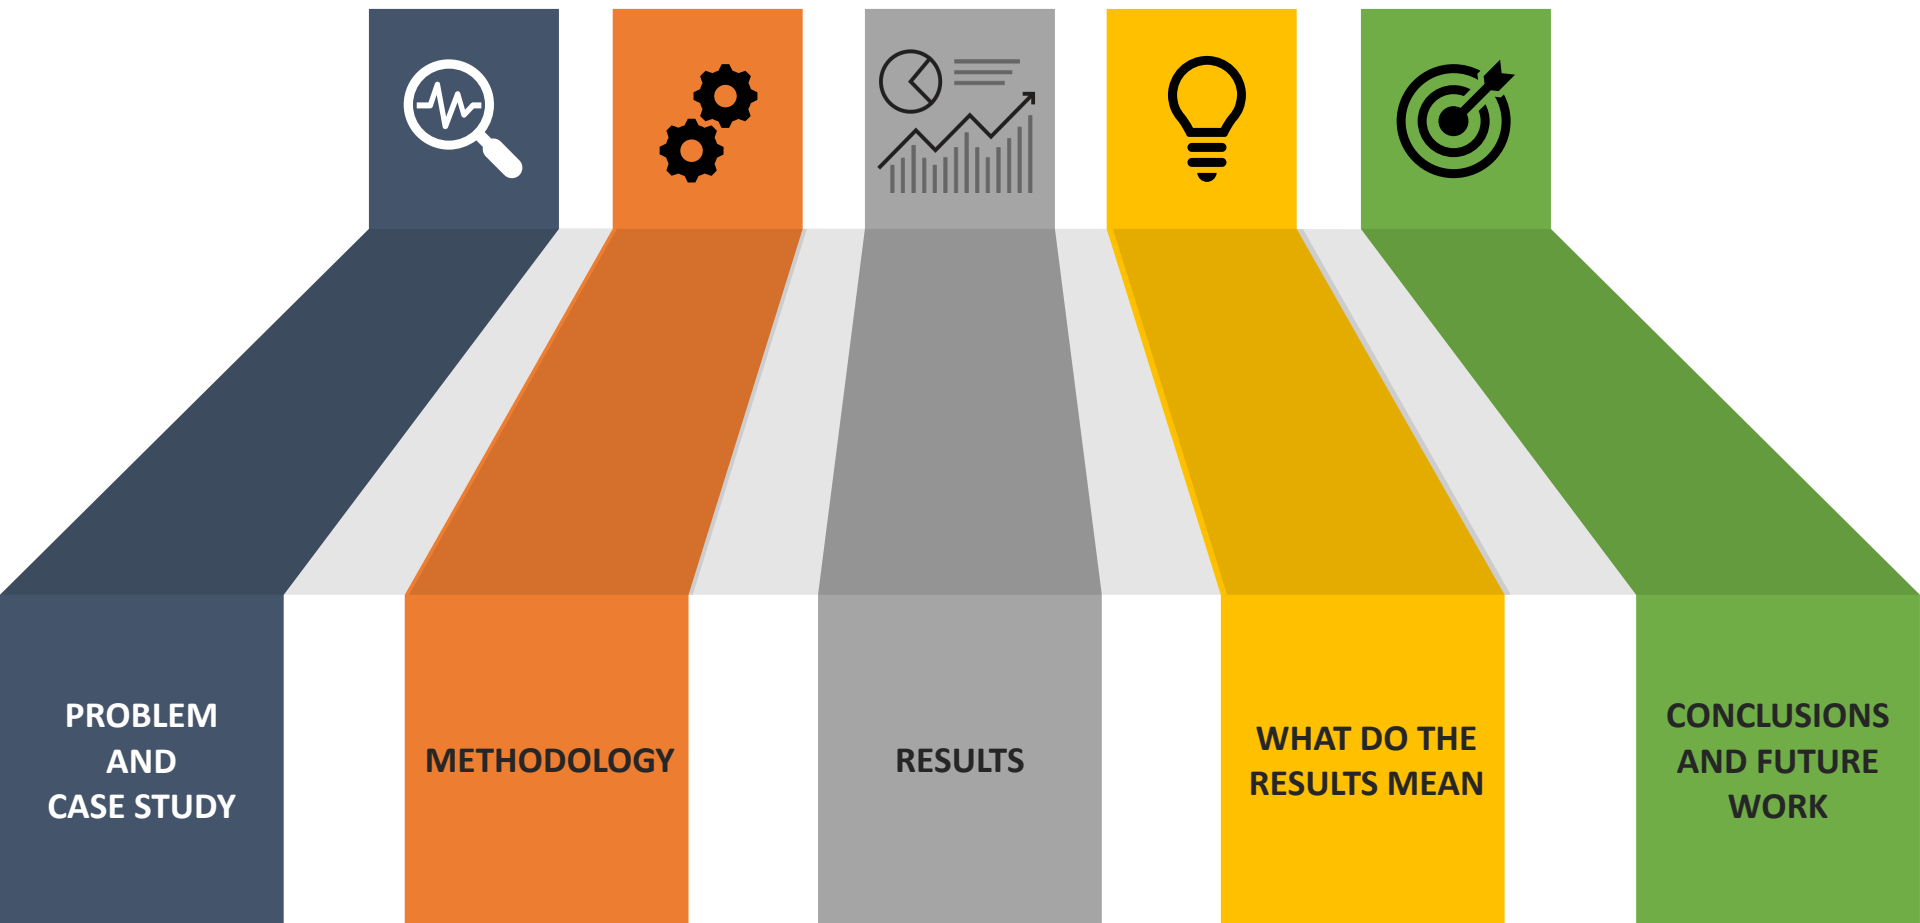 PROBLEM
AND
CASE STUDY
METHODOLOGY
RESULTS
WHAT DO THE
RESULTS MEAN
CONCLUSIONS
AND FUTURE
WORK